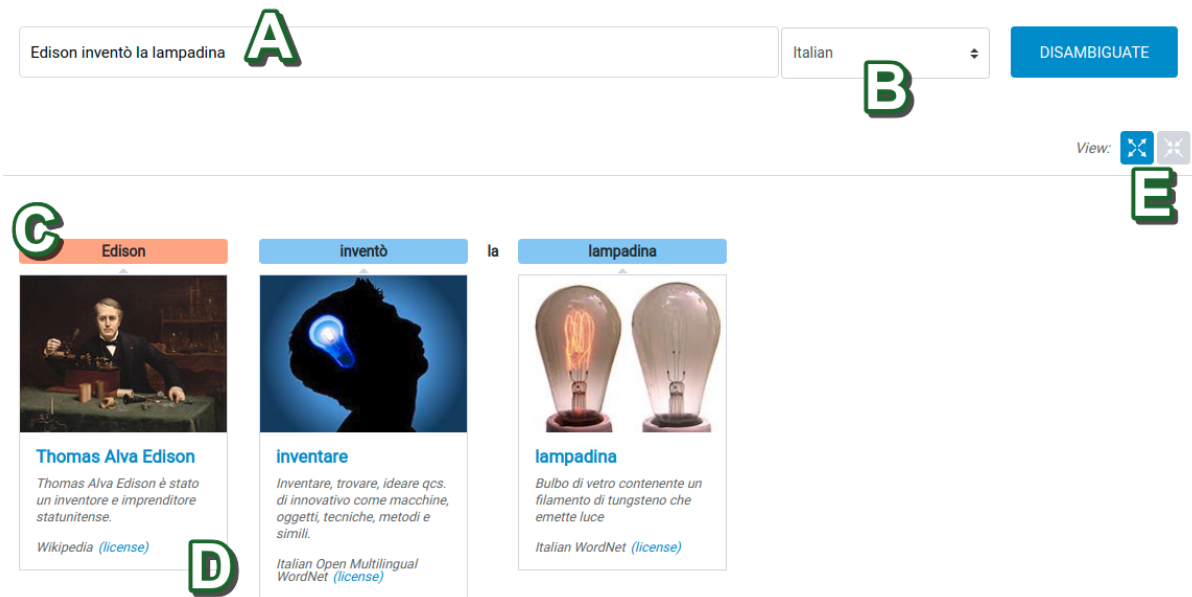 Edison inventò la lampadina
A
Italian
B
DISAMBIGUATE
View:
E
C
Edison
inventò
la
lampadina
Thomas Alva Edison
Thomas Alva Edison è stato
un inventore e imprenditore
statunitense.
Wikipedia (license)
D
inventare
Inventare, trovare, ideare qcs.
di innovativo come macchine,
oggetti, tecniche, metodi e
simili.
Italian Open Multilingual
WordNet (license)
lampadina
Bulbo di vetro contenente un
filamento di tungsteno che
emette luce
Italian WordNet (license)